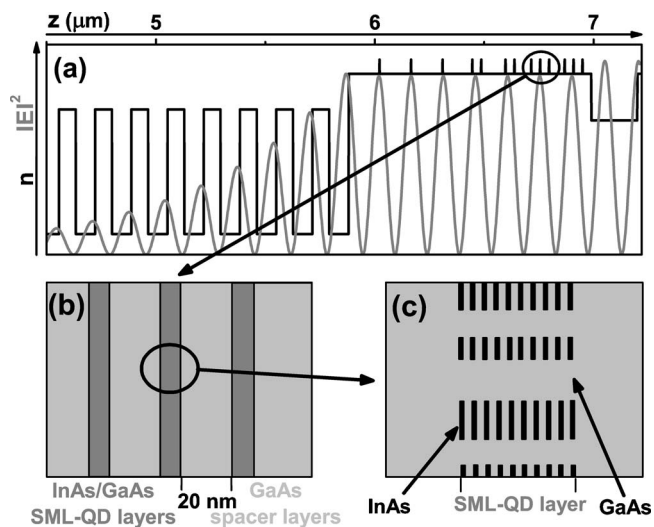 z (μm) 5 6 7
(a)
|E|²
n
(b)
(c)
InAs/GaAs
SML-QD layers
20 nm
GaAs
spacer layers
InAs
SML-QD layer
GaAs